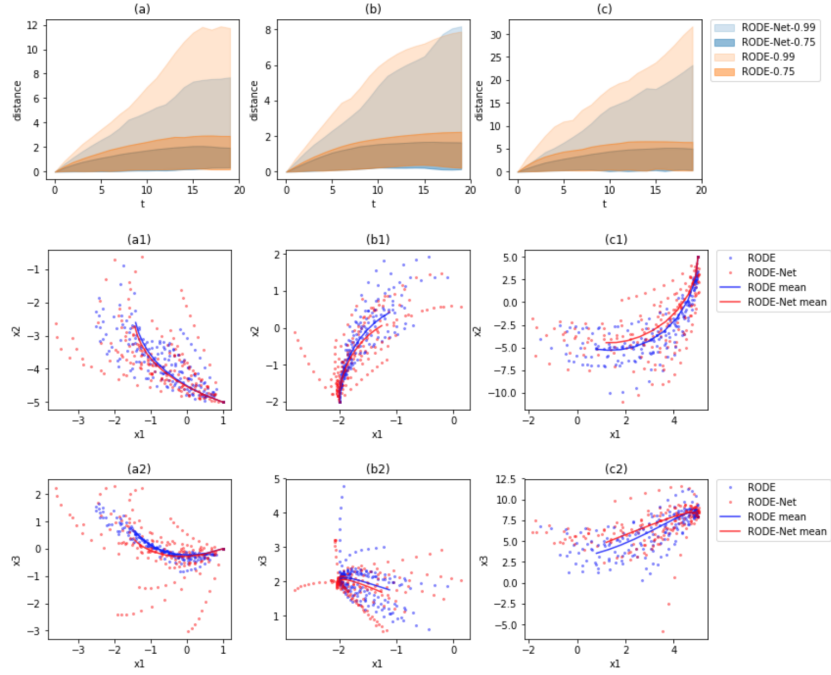 (a) (b) (c)
12
10
8
6
4
2
0
distance
0 5 10 15 20
t
8
6
4
2
0
distance
0 5 10 15 20
t
30
25
20
15
10
5
0
distance
0 5 10 15 20
t
RODE-Net-0.99
RODE-Net-0.75
RODE-0.99
RODE-0.75
(a1) (b1) (c1)
−1
−2
−3
−4
−5
x2
−3 −2 −1 0 1
x1
2
1
0
−1
−2
x2
−2 −1 0
x1
5.0
2.5
0.0
−2.5
−5.0
−7.5
−10.0
x2
−2 0 2 4
x1
RODE
RODE-Net
RODE mean
RODE-Net mean
(a2) (b2) (c2)
2
1
0
−1
−2
−3
x3
−3 −2 −1 0 1
x1
5
4
3
2
1
x3
−2 −1 0
x1
12.5
10.0
7.5
5.0
2.5
0.0
−2.5
−5.0
x3
−2 0 2 4
x1
RODE
RODE-Net
RODE mean
RODE-Net mean